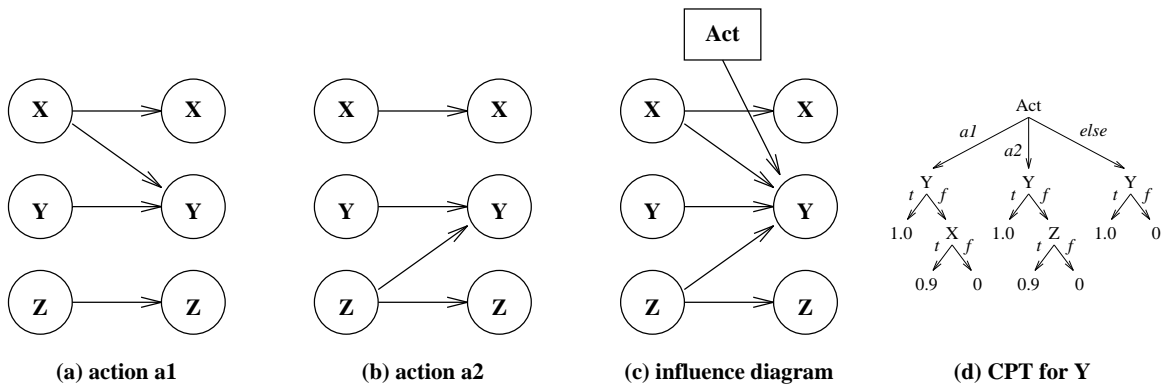 Act
X X X X X X
Act
a1 a2 else
Y Y Y
t f t f t f
Y Y Y Y Y Y
1.0 X 1.0 Z 1.0 0
t f t f
0.9 0 0.9 0
Z Z Z Z Z Z
(a) action a1 (b) action a2 (c) influence diagram (d) CPT for Y